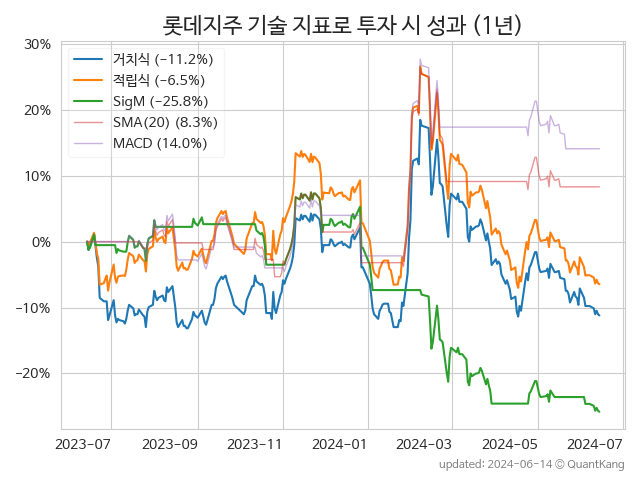 롯데지주 기술 지표로 투자 시 성과 (1년)
30%
20%
10%
0%
−10%
−20%
거치식 (−11.2%)
적립식 (−6.5%)
SigM (−25.8%)
SMA(20) (8.3%)
MACD (14.0%)
2023−07 2023−09 2023−11 2024−01 2024−03 2024−05 2024−07
updated: 2024−06−14 © QuantKang